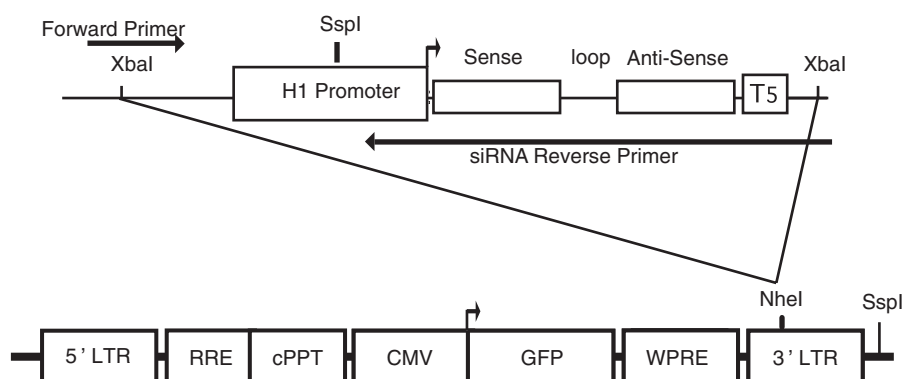 Forward Primer
SspI
XbaI
Sense
loop
Anti-Sense
XbaI
H1 Promoter
T5
siRNA Reverse Primer
NheI
SspI
5' LTR
RRE
cPPT
CMV
GFP
WPRE
3' LTR